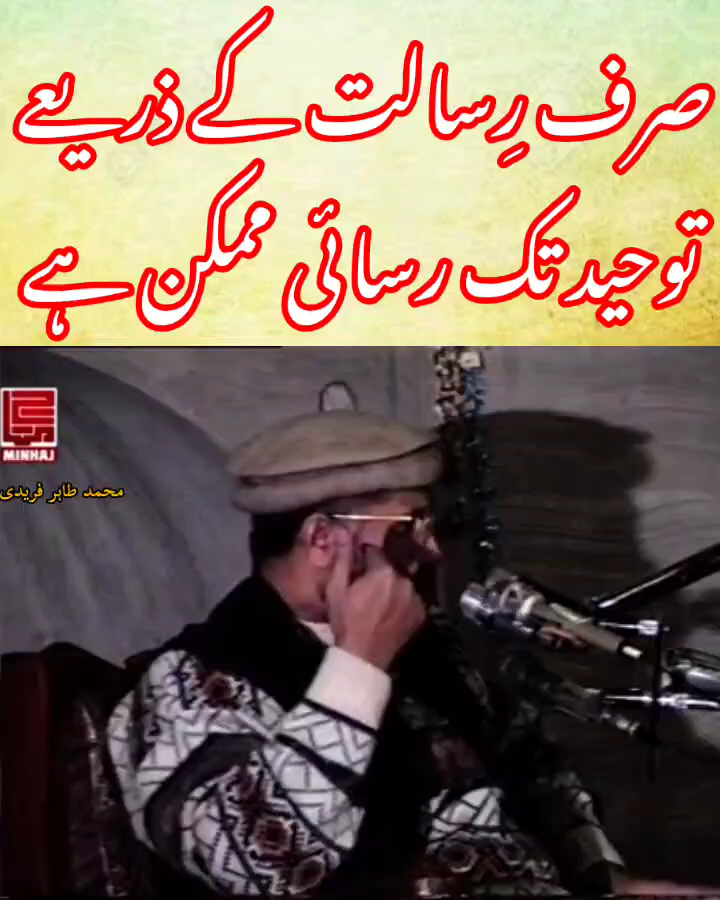 صرف رِسالت کے ذریعے
توحید تک رسائی ممکن ہے
MINHAJ
محمد طاہر فریدی